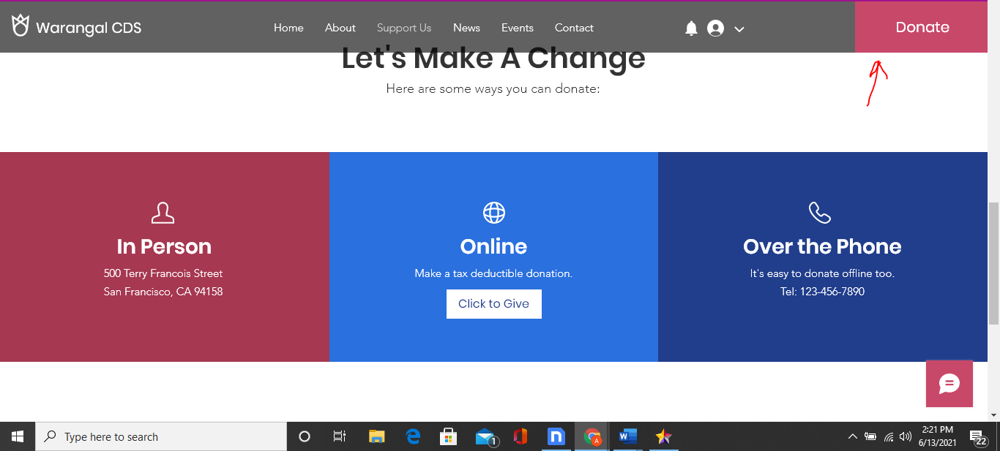 Warangal CDS
Home About Support Us News Events Contact
Donate
Let's Make A Change
Here are some ways you can donate:
In Person
500 Terry Francois Street
San Francisco, CA 94158
Online
Make a tax deductible donation.
Click to Give
Over the Phone
It's easy to donate offline too.
Tel: 123-456-7890
Type here to search
1
n
A
W
2:21 PM
6/13/2021
22